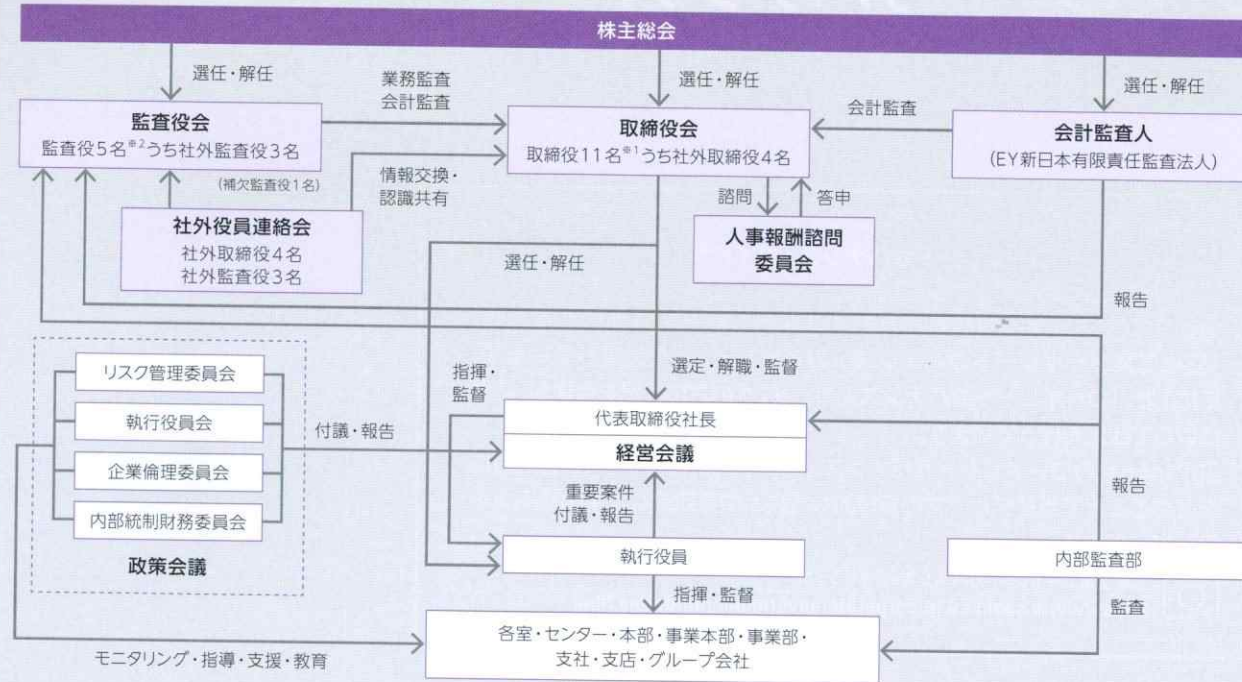 株主総会
選任・解任
業務監査
会計監査
選任・解任
選任・解任
監査役会
監査役5名※2うち社外監査役3名
(補欠監査役1名)
取締役会
取締役11名※1うち社外取締役4名
会計監査
会計監査人
(EY新日本有限責任監査法人)
情報交換・
認識共有
社外役員連絡会
社外取締役4名
社外監査役3名
諮問
答申
人事報酬諮問
委員会
選任・解任
報告
リスク管理委員会
執行役員会
企業倫理委員会
内部統制財務委員会
政策会議
付議・報告
指揮・
監督
選定・解職・監督
代表取締役社長
経営会議
重要案件
付議・報告
報告
執行役員
内部監査部
指揮・監督
監査
各室・センター・本部・事業本部・事業部・
支社・支店・グループ会社
モニタリング・指導・支援・教育